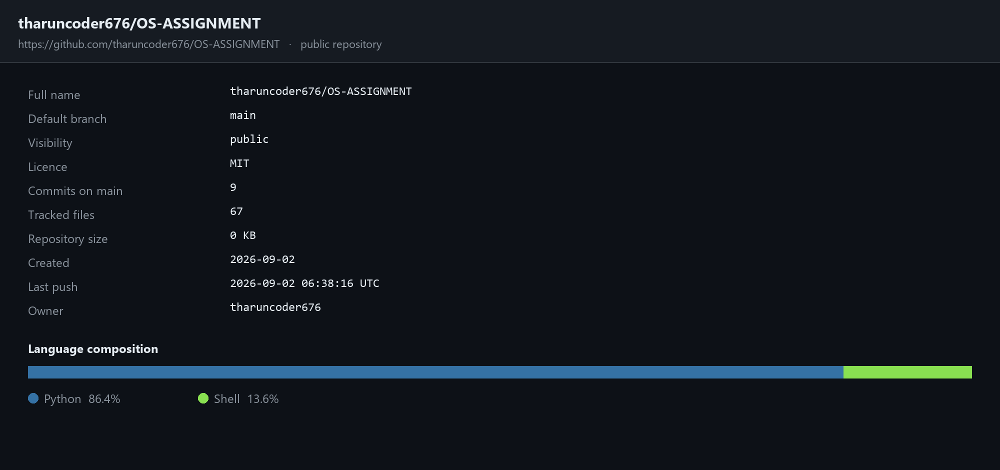 tharuncoder676/OS-ASSIGNMENT
https://github.com/tharuncoder676/OS-ASSIGNMENT · public repository
Full name tharuncoder676/OS-ASSIGNMENT
Default branch main
Visibility public
Licence MIT
Commits on main 9
Tracked files 67
Repository size 0 KB
Created 2026-09-02
Last push 2026-09-02 06:38:16 UTC
Owner tharuncoder676
Language composition
Python 86.4% Shell 13.6%